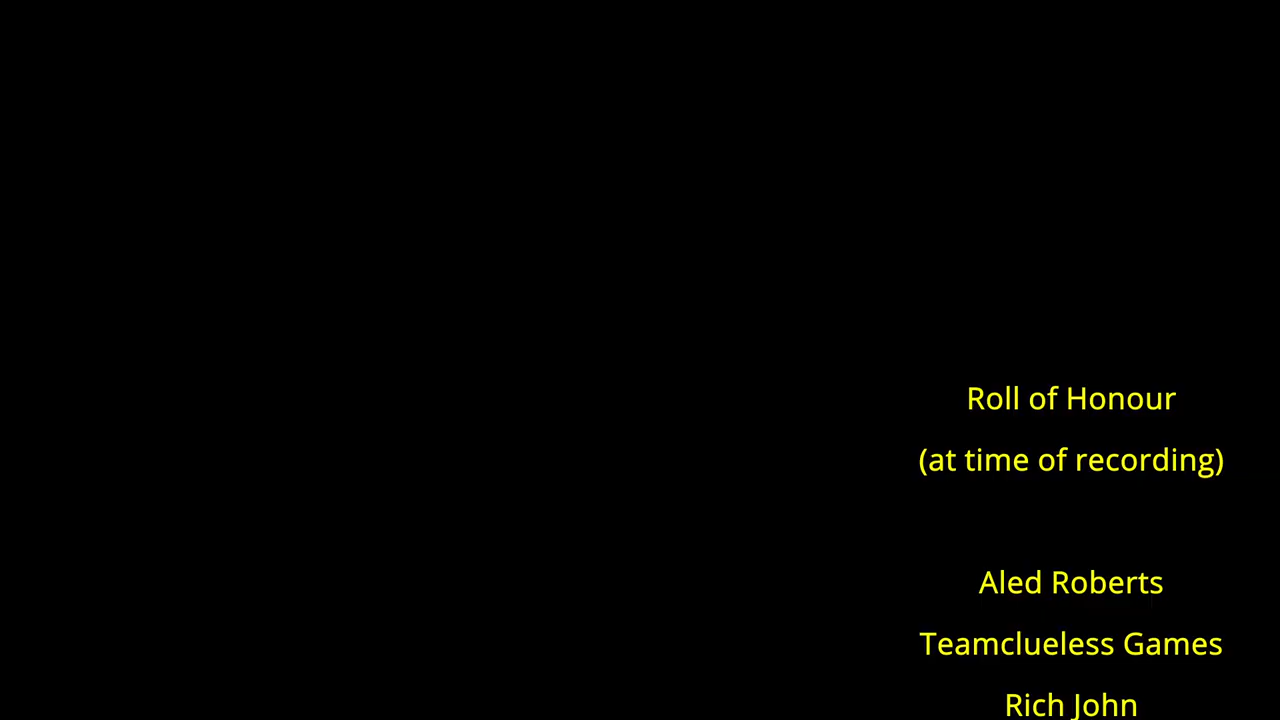 Roll of Honour
(at time of recording)
Aled Roberts
Teamclueless Games
Rich John